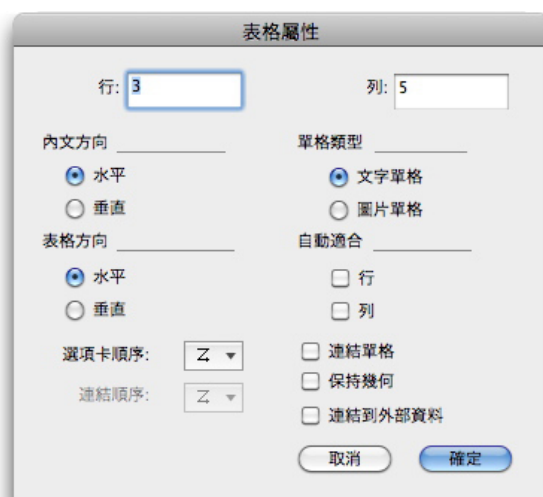 表格屬性
行: 3
列: 5
內文方向
單格類型
水平
文字單格
垂直
圖片單格
表格方向
自動適合
水平
行
垂直
列
選項卡順序:
連結單格
連結順序:
保持幾何
連結到外部資料
取消
確定